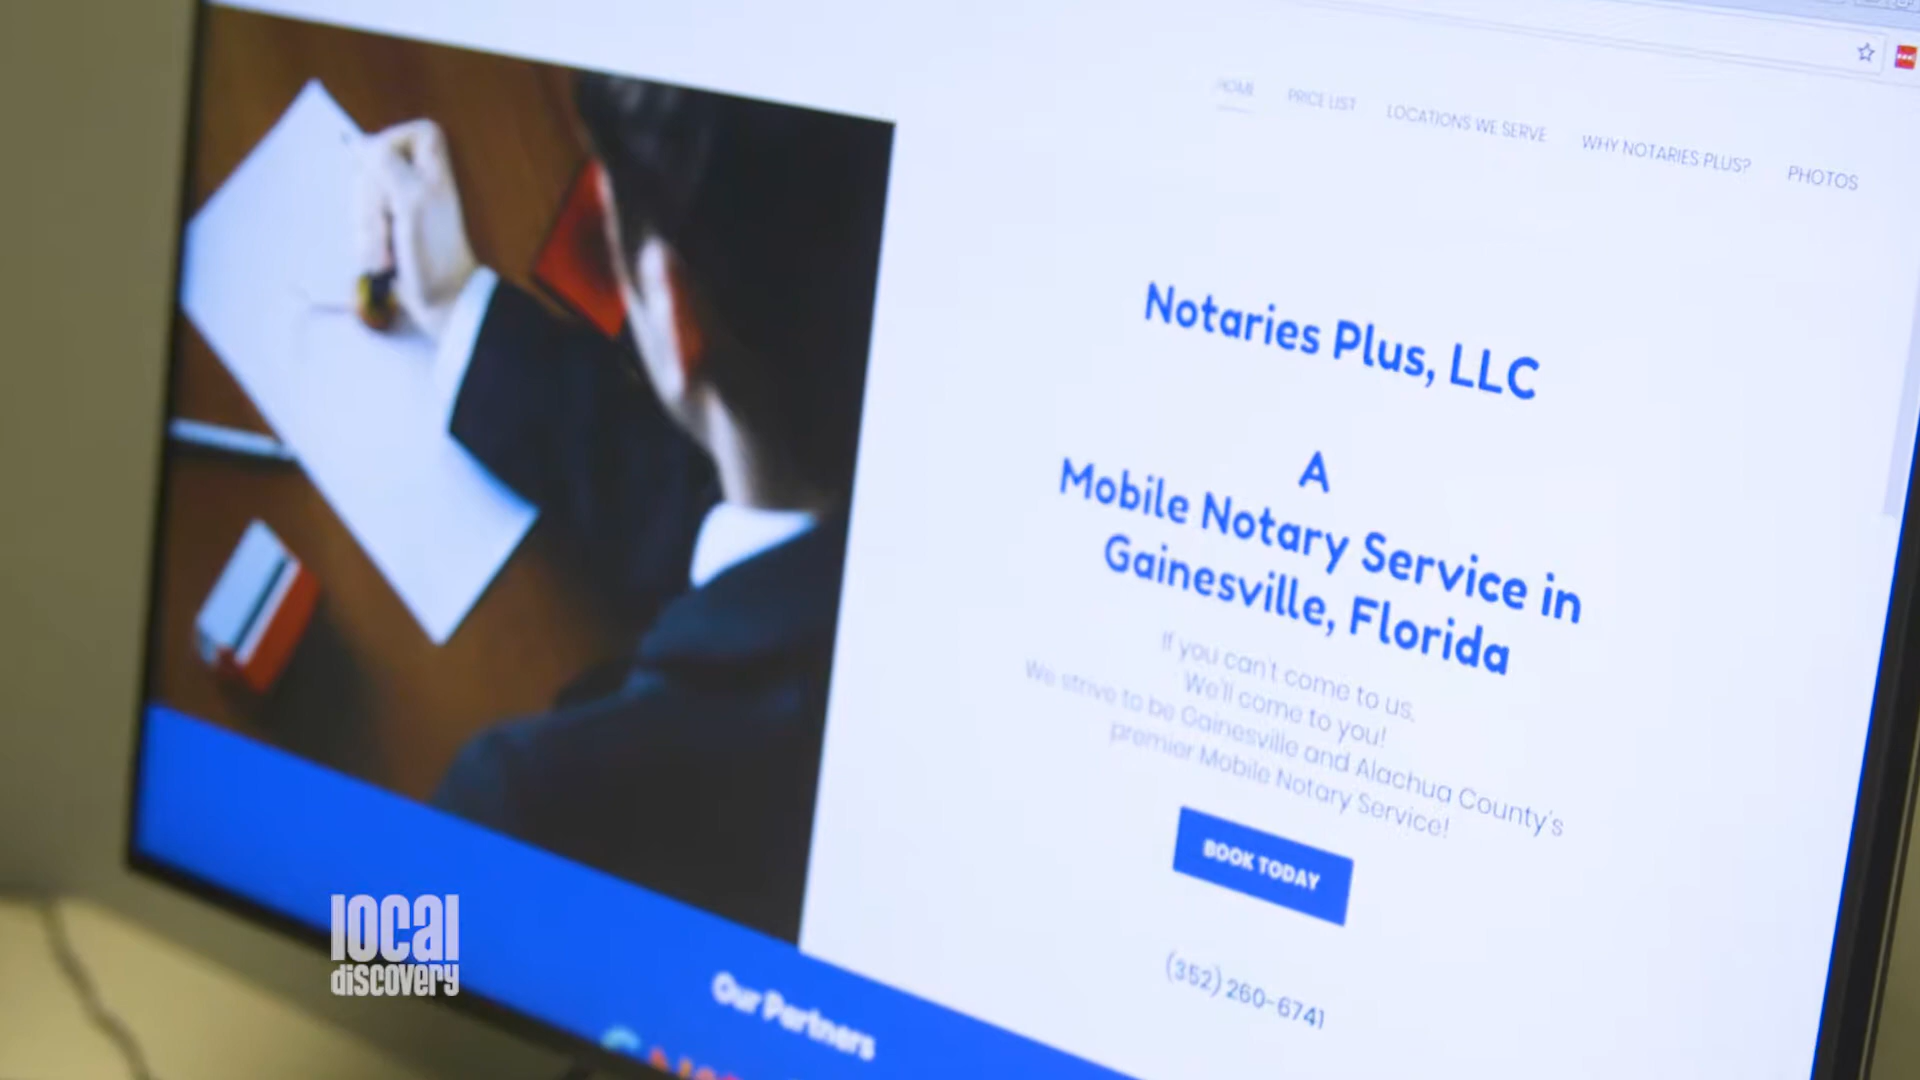 HOME PRICE LIST LOCATIONS WE SERVE WHY NOTARIES PLUS? PHOTOS
Notaries Plus, LLC
A
Mobile Notary Service in
Gainesville, Florida
If you can't come to us,
We'll come to you!
We strive to be Gainesville and Alachua County's
premier Mobile Notary Service!
BOOK TODAY
(352) 260-6741
Our Partners
local
discovery